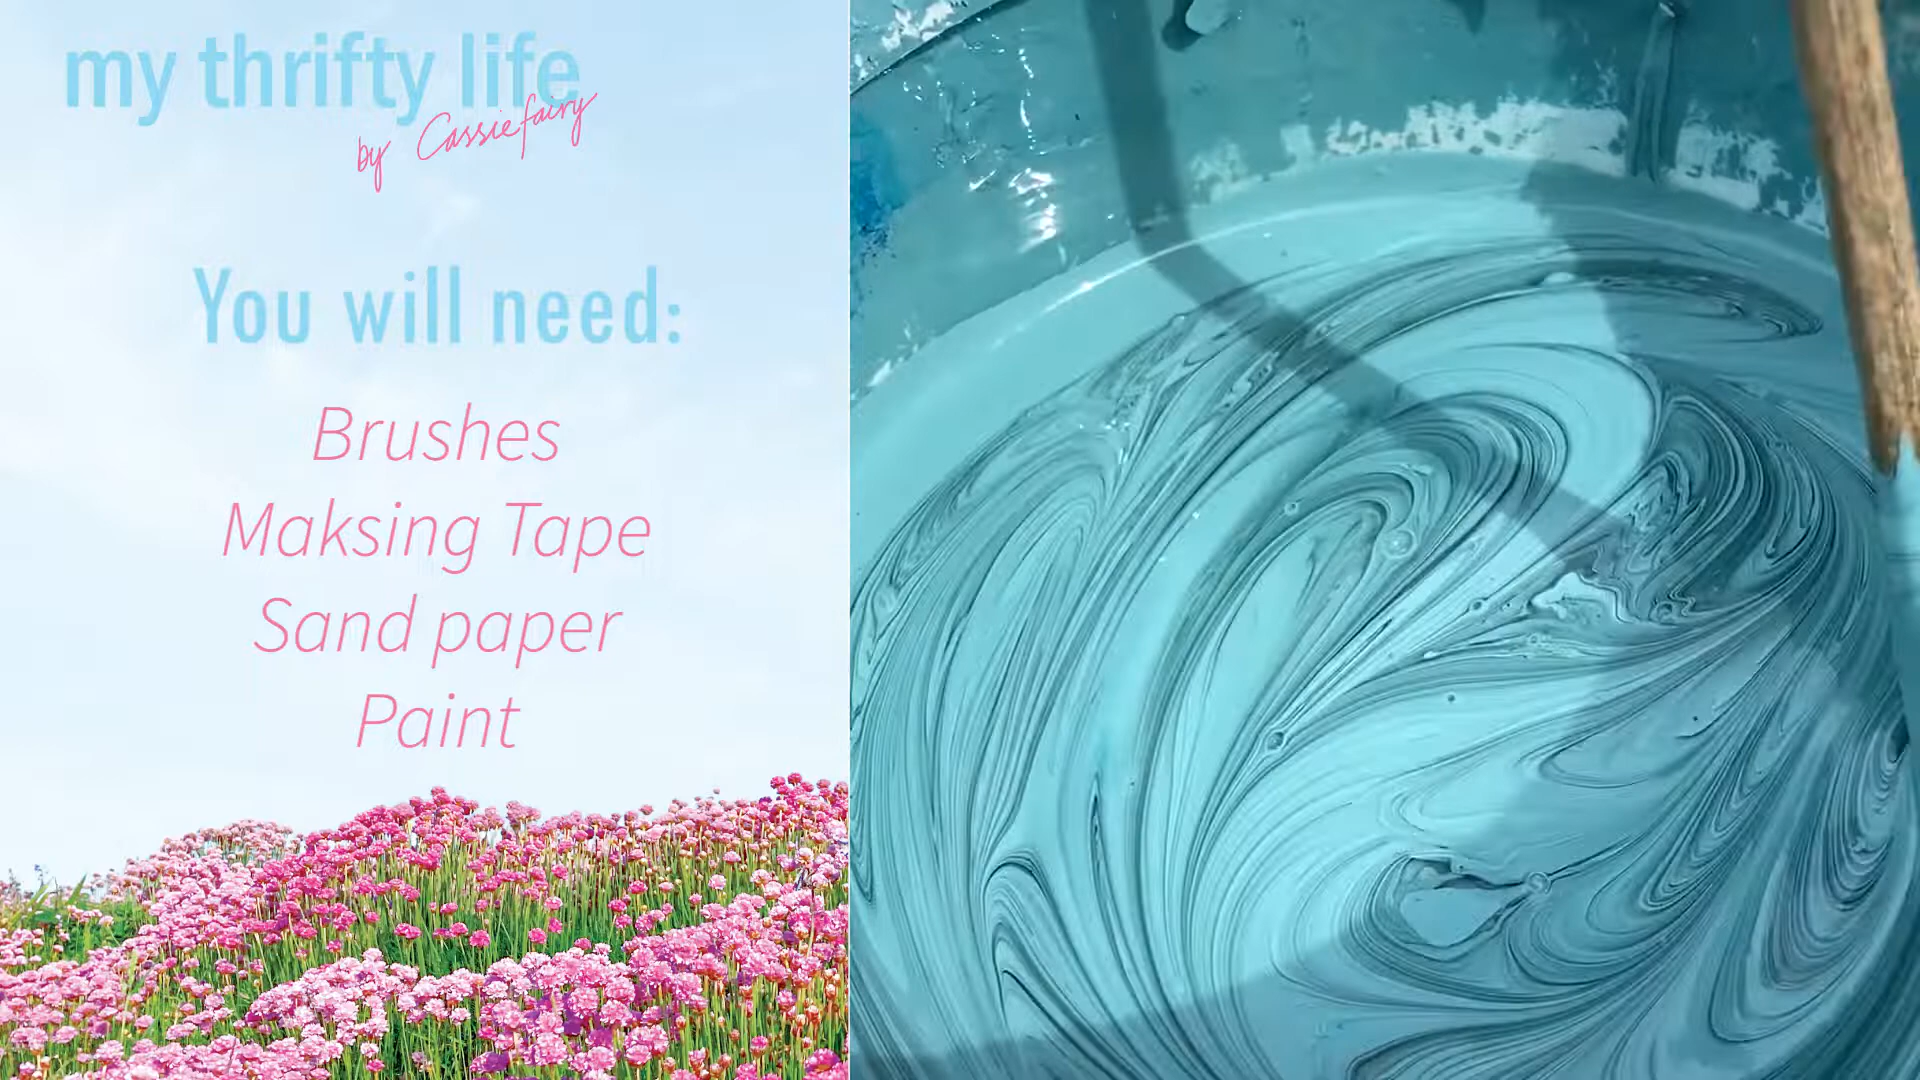 my thrifty life
by Cassiefairy
You will need:
Brushes
Maksing Tape
Sand paper
Paint